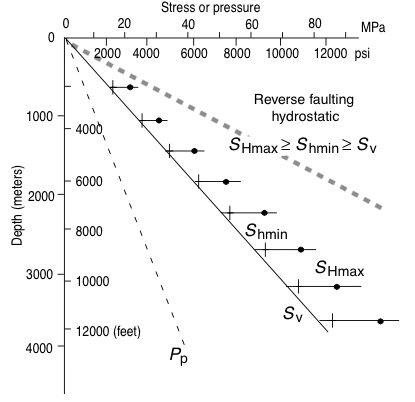 Stress or pressure
0 20 40 60 80 MPa
0 2000 4000 6000 8000 10000 12000 psi
Reverse faulting
hydrostatic
SHmax ≥ Shmin ≥ Sv
1000
4000
6000
2000
8000
Shmin
SHmax
3000
10000
Sv
12000 (feet)
4000
Pp
Depth (meters)